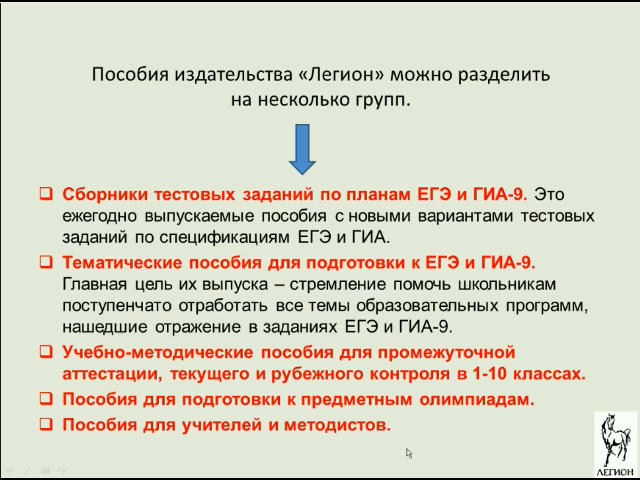 Пособия издательства «Легион» можно разделить
на несколько групп.
Сборники тестовых заданий по планам ЕГЭ и ГИА-9. Это
ежегодно выпускаемые пособия с новыми вариантами тестовых
заданий по спецификациям ЕГЭ и ГИА.
Тематические пособия для подготовки к ЕГЭ и ГИА-9.
Главная цель их выпуска – стремление помочь школьникам
поступенчато отработать все темы образовательных программ,
нашедшие отражение в заданиях ЕГЭ и ГИА-9.
Учебно-методические пособия для промежуточной
аттестации, текущего и рубежного контроля в 1-10 классах.
Пособия для подготовки к предметным олимпиадам.
Пособия для учителей и методистов.
ЛЕГИОН